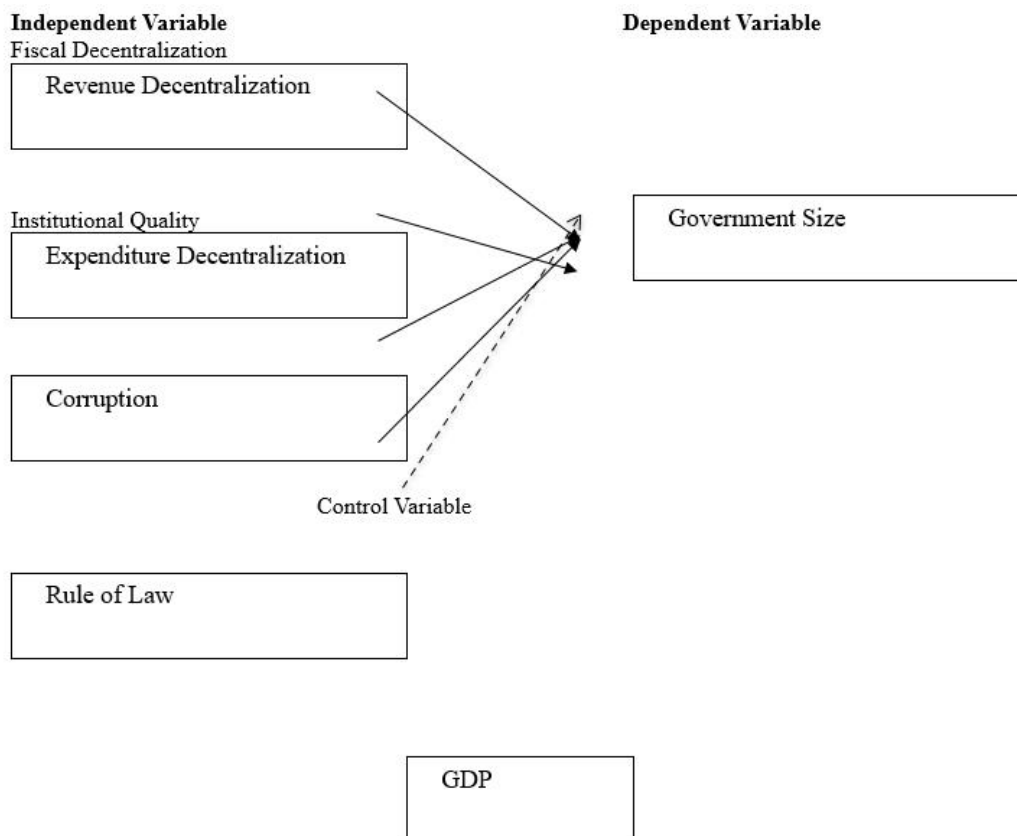 Independent Variable
Dependent Variable
Fiscal Decentralization
Revenue Decentralization
Institutional Quality
Government Size
Expenditure Decentralization
Corruption
Control Variable
Rule of Law
GDP